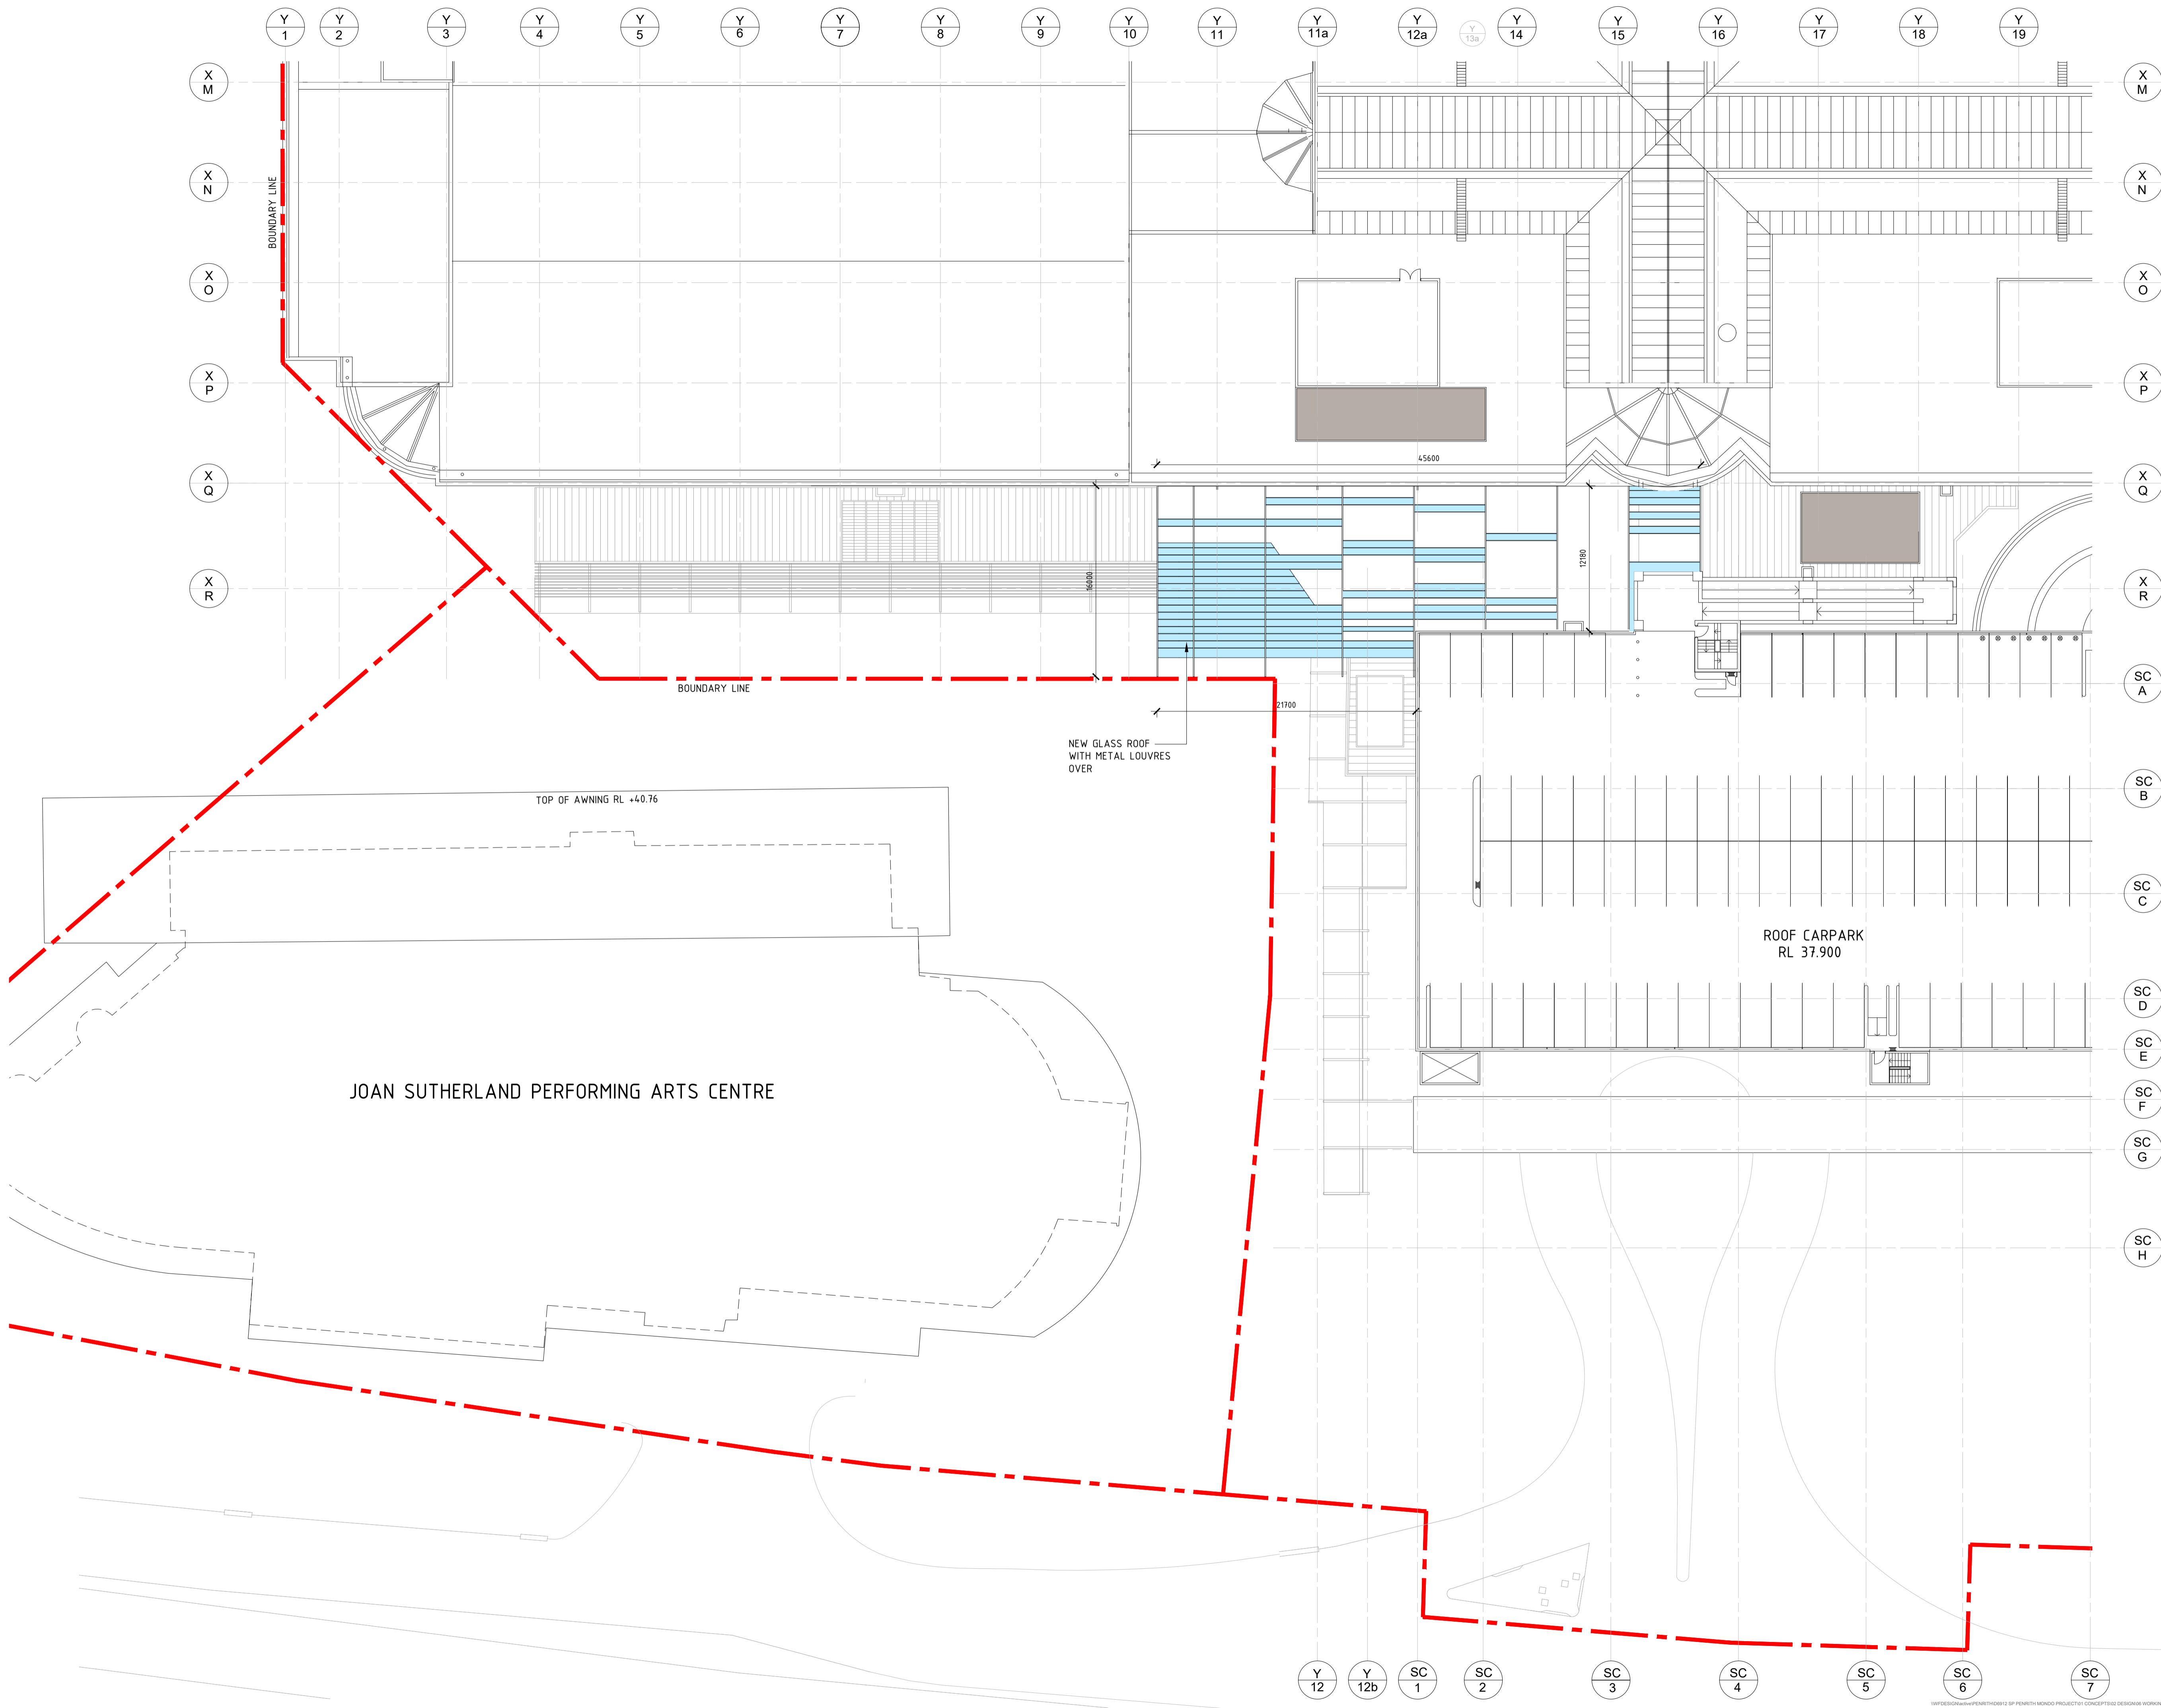 Y 1
Y 2
Y 3
Y 4
Y 5
Y 6
Y 7
Y 8
Y 9
Y 10
Y 11
Y 11a
Y 12a
Y 13a
Y 14
Y 15
Y 16
Y 17
Y 18
Y 19
X M
X M
X N
X N
BOUNDARY LINE
X O
X O
X P
X P
45600
X Q
X Q
16000
12180
X R
X R
BOUNDARY LINE
SC A
21700
NEW GLASS ROOF
WITH METAL LOUVRES
OVER
TOP OF AWNING RL +40.76
SC B
SC C
ROOF CARPARK
RL 37.900
SC D
SC E
JOAN SUTHERLAND PERFORMING ARTS CENTRE
SC F
SC G
SC H
Y 12
Y 12b
SC 1
SC 2
SC 3
SC 4
SC 5
SC 6
SC 7